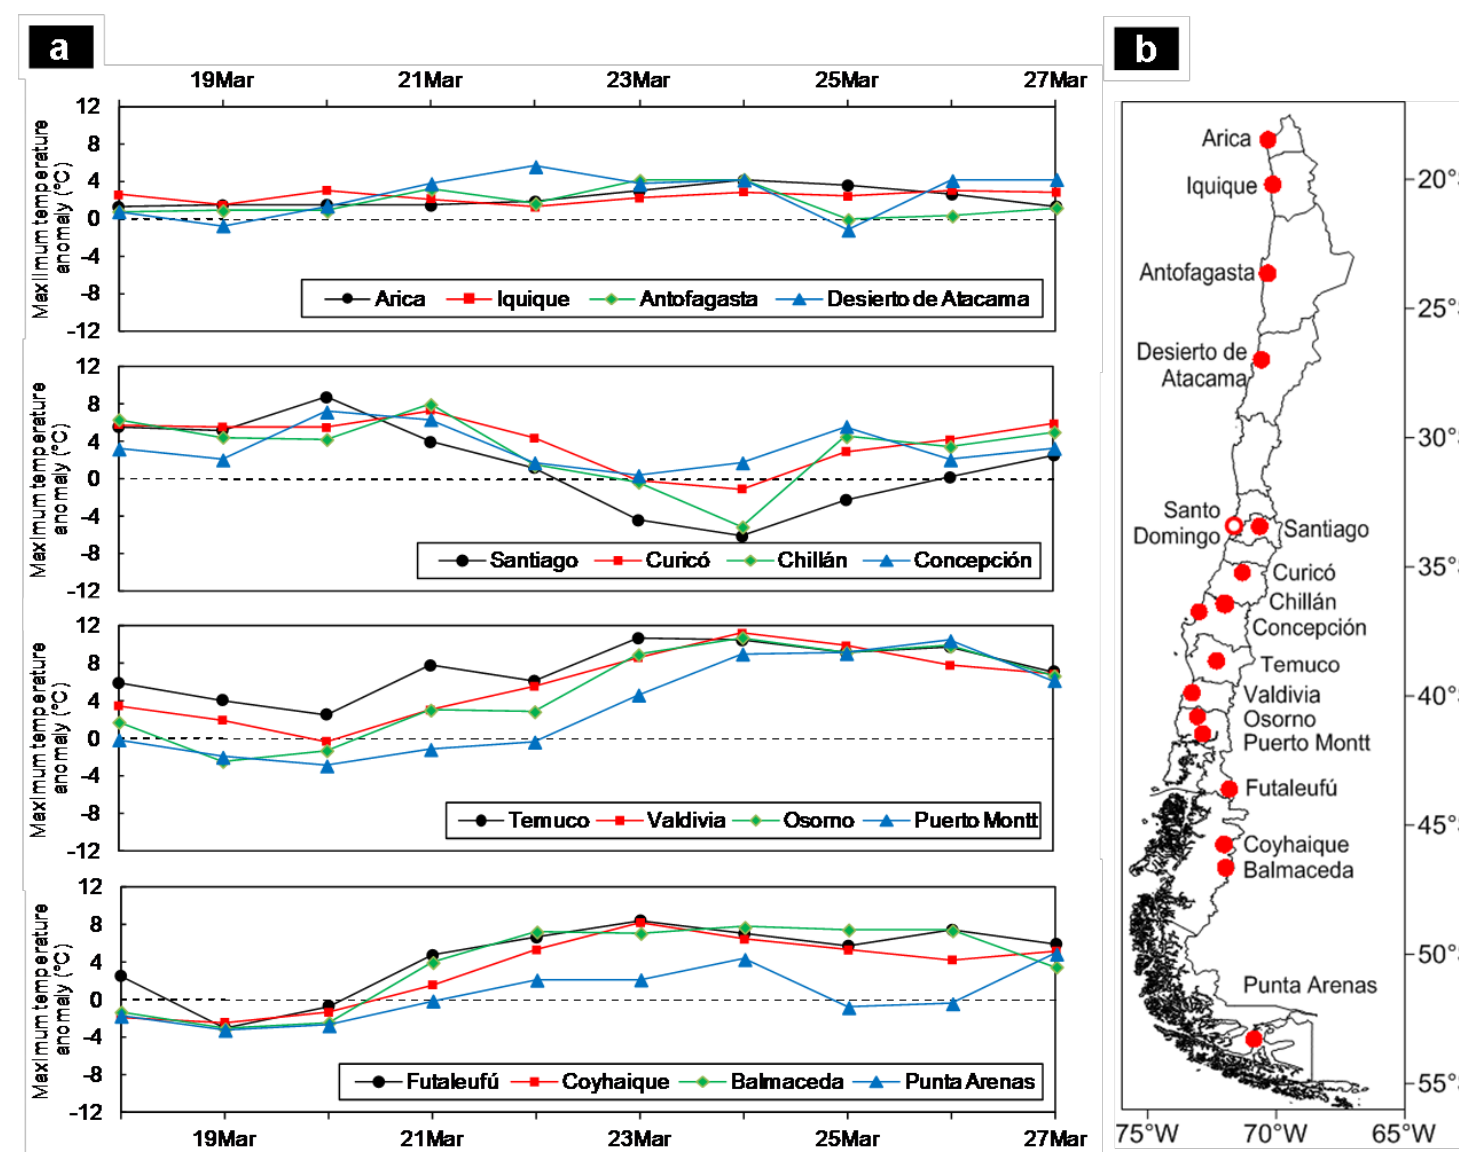 a
19Mar 21Mar 23Mar 25Mar 27Mar
Maximum temperature
anomaly (°C)
12
8
4
0
-4
-8
-12
Arica Iquique Antofagasta Desierto de Atacama
Maximum temperature
anomaly (°C)
12
8
4
0
-4
-8
-12
Santiago Curicó Chillán Concepción
Maximum temperature
anomaly (°C)
12
8
4
0
-4
-8
-12
Temuco Valdivia Osorno Puerto Montt
Maximum temperature
anomaly (°C)
12
8
4
0
-4
-8
-12
Futaleufú Coyhaique Balmaceda Punta Arenas
19Mar 21Mar 23Mar 25Mar 27Mar
b
Arica
Iquique
Antofagasta
Desierto de
Atacama
Santo
Domingo
Santiago
Curicó
Chillán
Concepción
Temuco
Valdivia
Osorno
Puerto Montt
Futaleufú
Coyhaique
Balmaceda
Punta Arenas
20°S
25°S
30°S
35°S
40°S
45°S
50°S
55°S
75°W 70°W 65°W